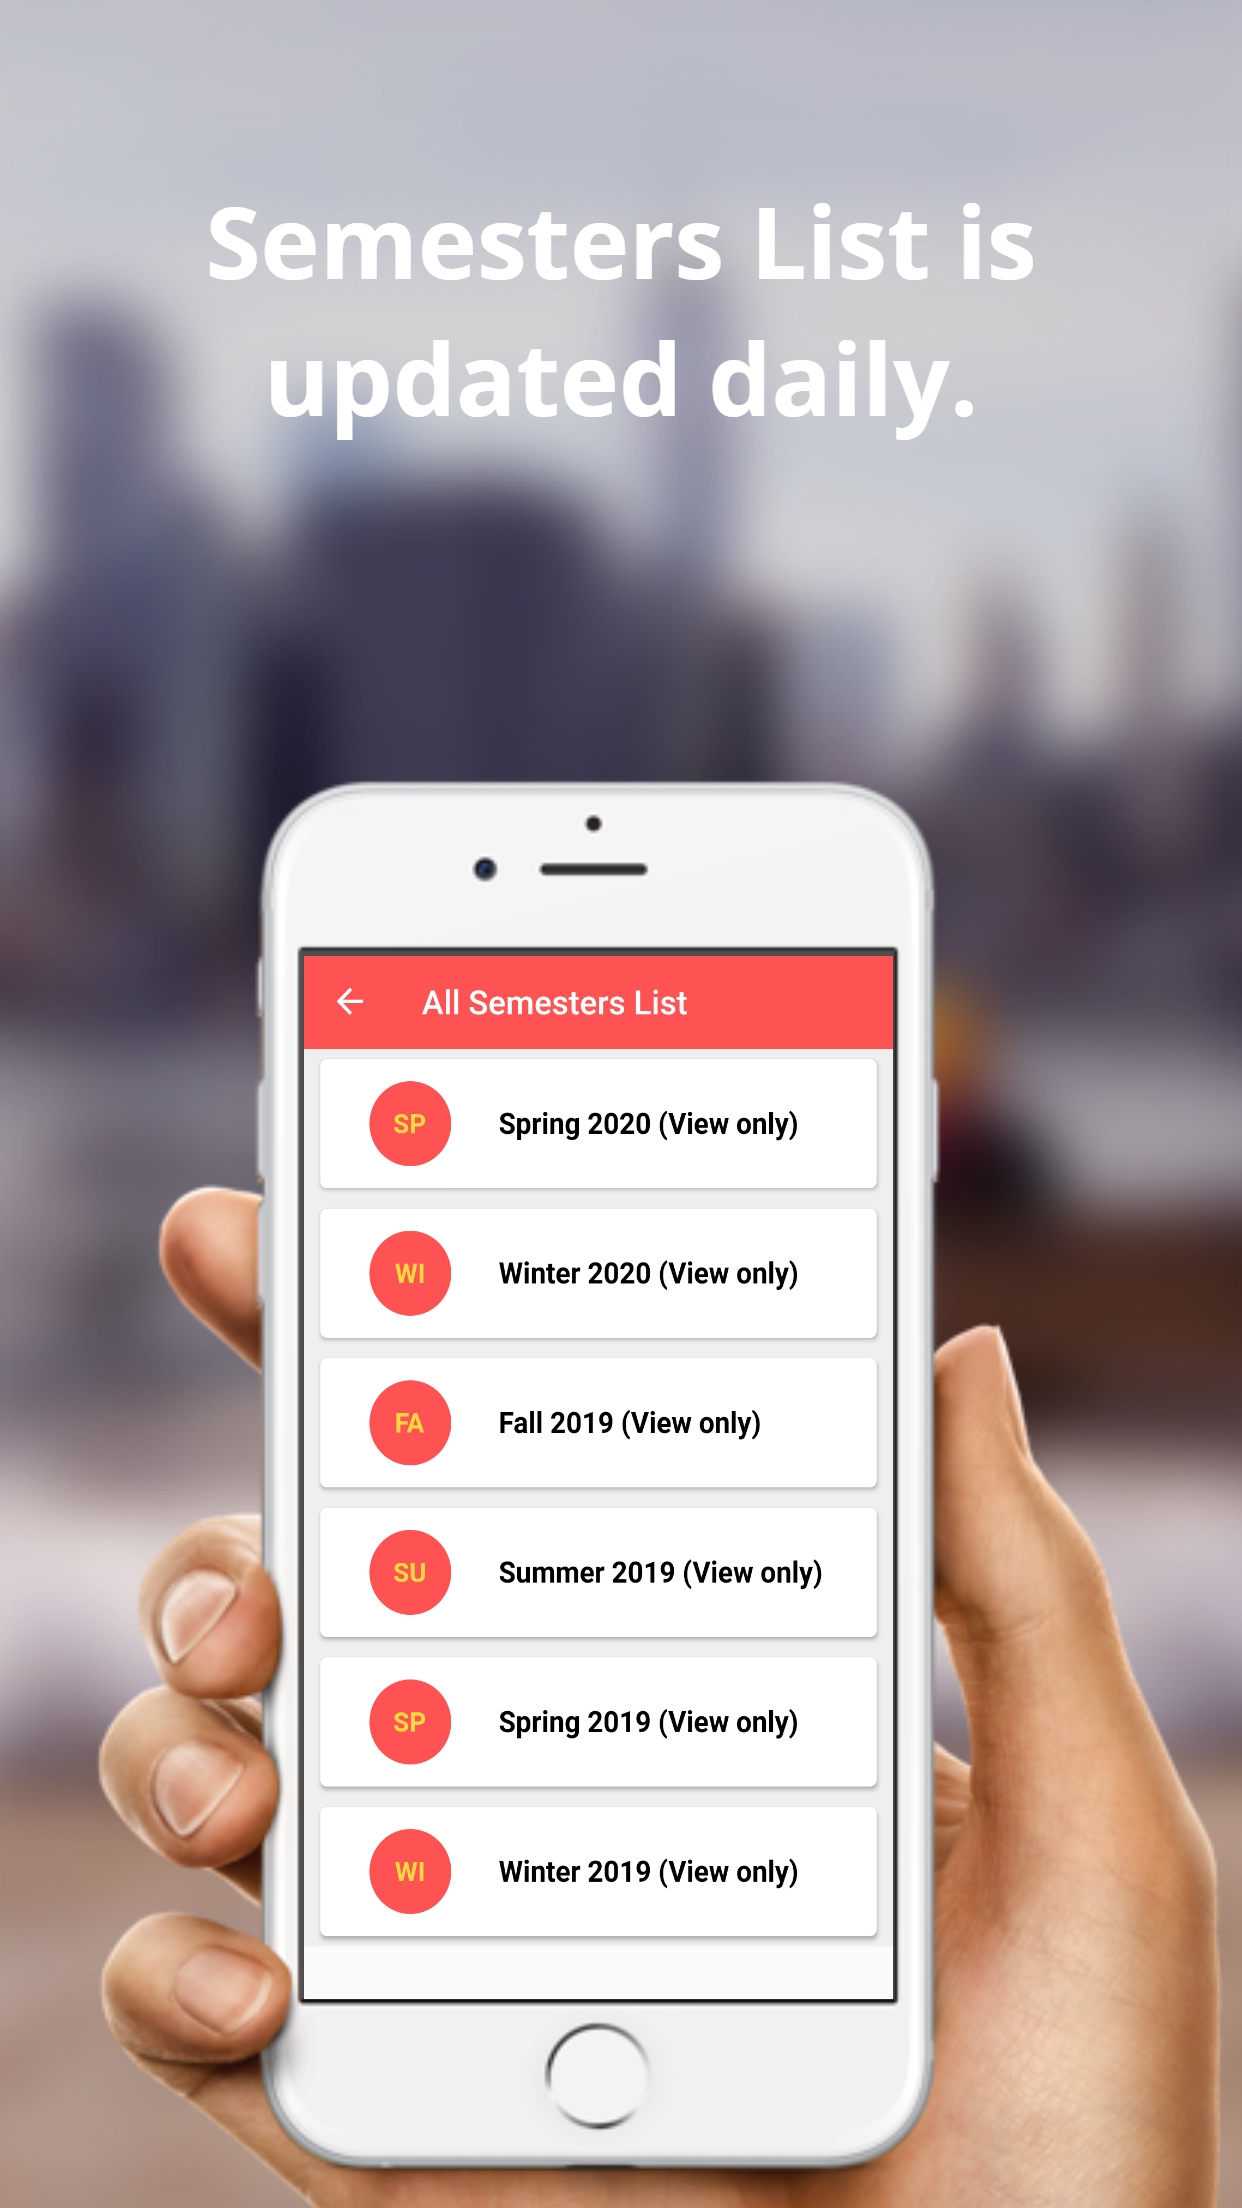 Semesters List is
updated daily.
All Semesters List
SP Spring 2020 (View only)
WI Winter 2020 (View only)
FA Fall 2019 (View only)
SU Summer 2019 (View only)
SP Spring 2019 (View only)
WI Winter 2019 (View only)